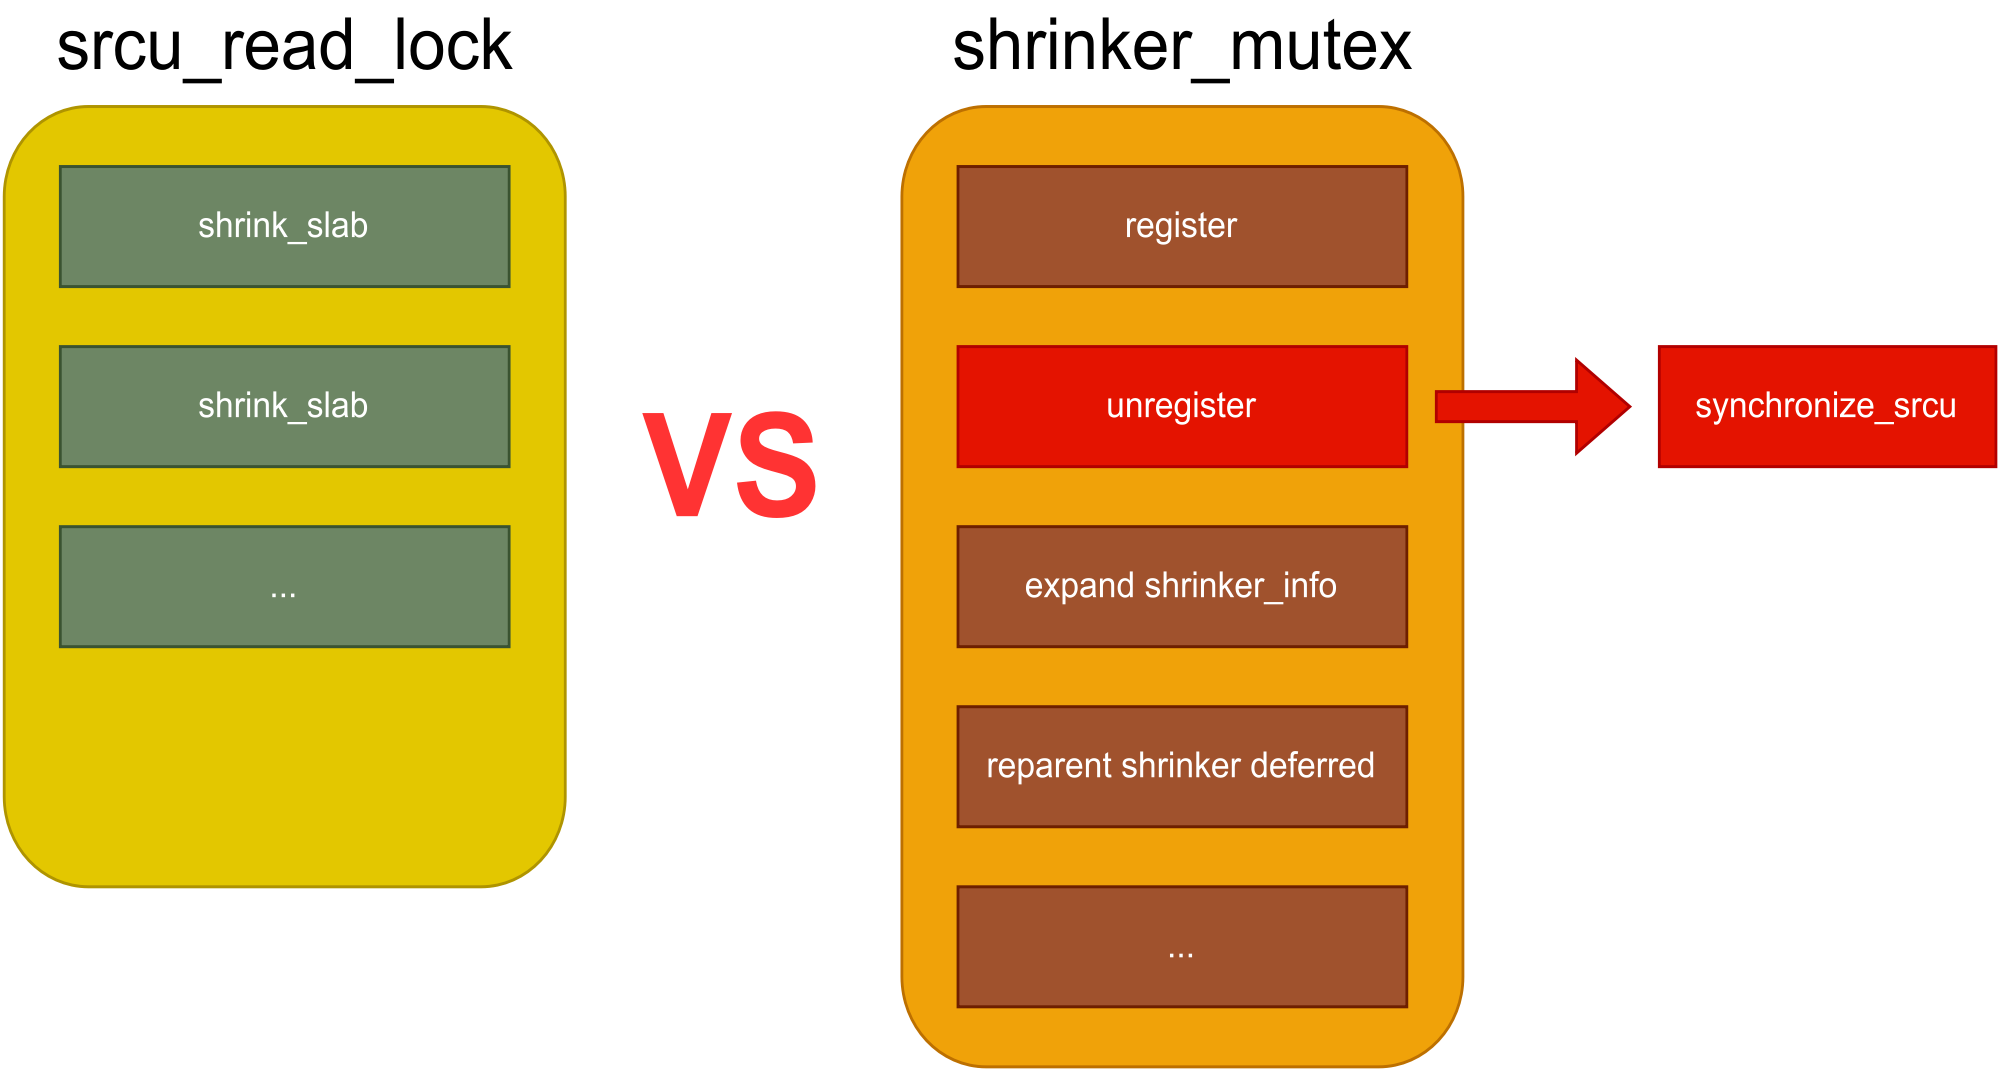 srcu_read_lock
shrink_slab
shrink_slab
...
VS
shrinker_mutex
register
unregister
expand shrinker_info
reparent shrinker deferred
...
synchronize_srcu